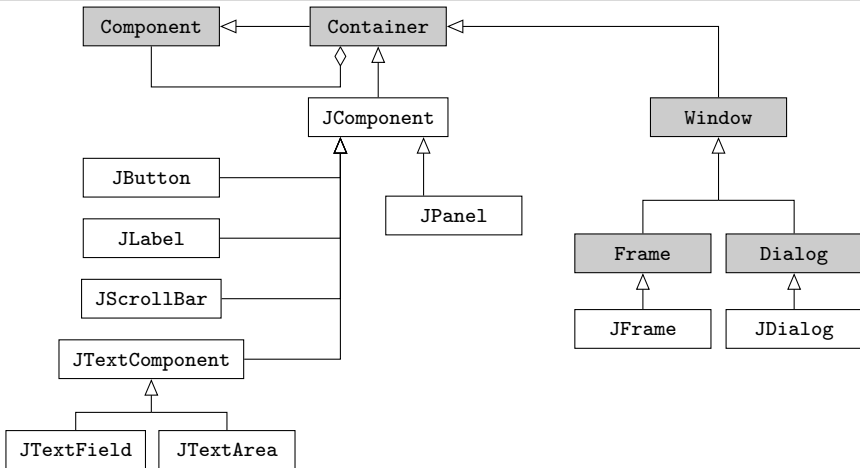 Component
Container
JComponent
Window
JButton
JPanel
JLabel
Frame
Dialog
JScrollBar
JFrame
JDialog
JTextComponent
JTextField
JTextArea